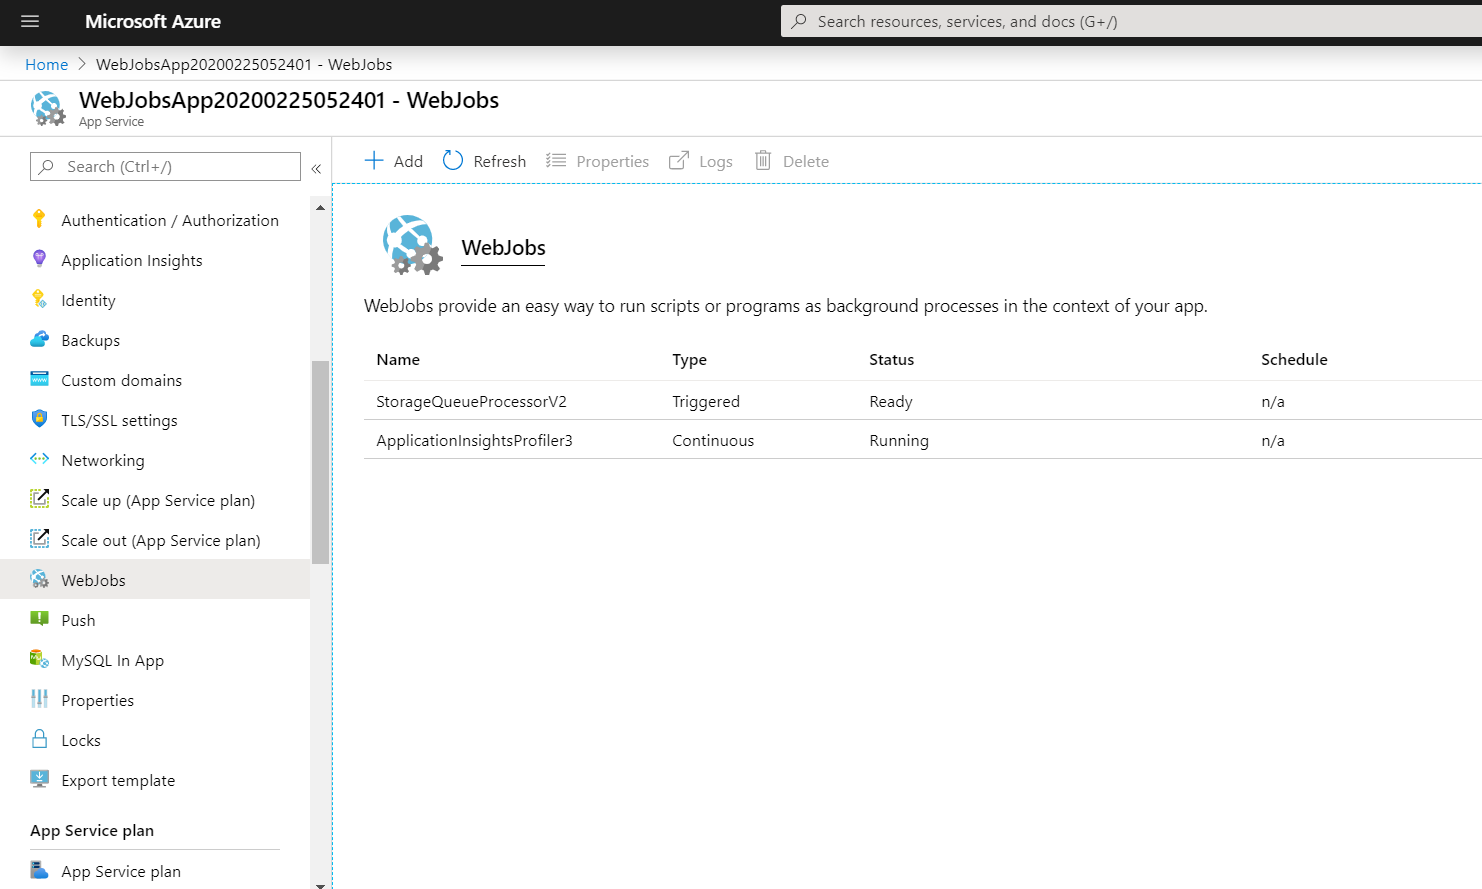 Microsoft Azure
Search resources, services, and docs (G+/)
Home > WebJobsApp20200225052401 - WebJobs
WebJobsApp20200225052401 - WebJobs
App Service
Search (Ctrl+/)
«
Add Refresh Properties Logs Delete
Authentication / Authorization
Application Insights
Identity
Backups
Custom domains
TLS/SSL settings
Networking
Scale up (App Service plan)
Scale out (App Service plan)
WebJobs
Push
MySQL In App
Properties
Locks
Export template
App Service plan
App Service plan
WebJobs
WebJobs provide an easy way to run scripts or programs as background processes in the context of your app.
Name Type Status Schedule
StorageQueueProcessorV2 Triggered Ready n/a
ApplicationInsightsProfiler3 Continuous Running n/a